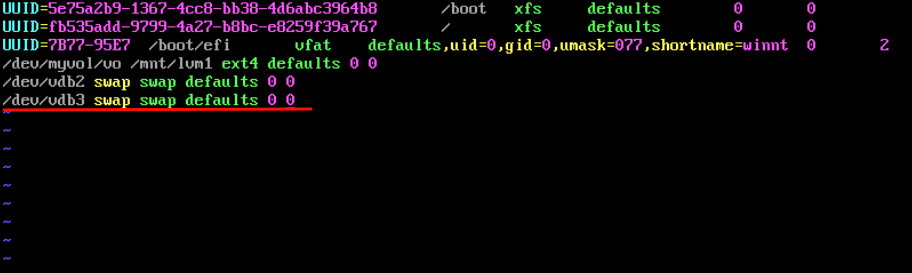 UUID=5e75a2b9-1367-4cc8-bb38-4d6abc3964b8 /boot xfs defaults 0 0
UUID=fb535add-9799-4a27-b8bc-e8259f39a767 / xfs defaults 0 0
UUID=7B77-95E7 /boot/efi vfat defaults,uid=0,gid=0,umask=077,shortname=winnt 0 2
/dev/myvol/vo /mnt/lvm1 ext4 defaults 0 0
/dev/vdb2 swap swap defaults 0 0
/dev/vdb3 swap swap defaults 0 0
~
~
~
~
~
~
~
~
~